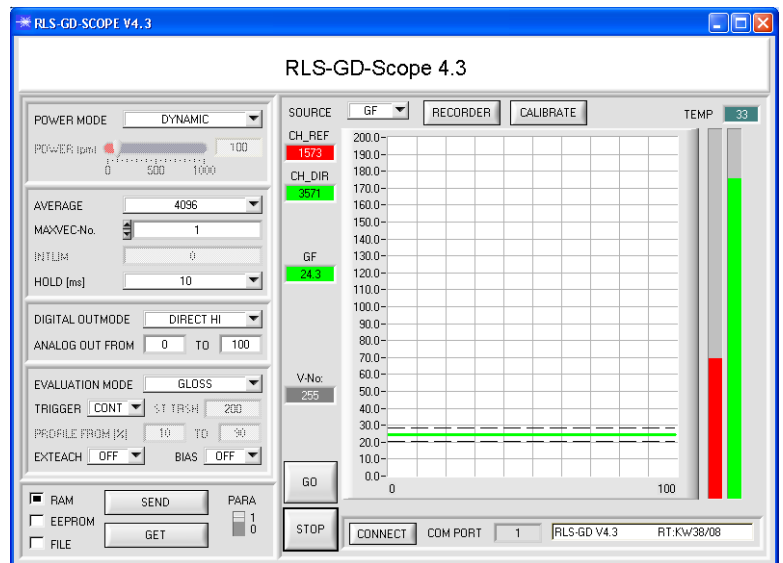 RLS-GD-SCOPE V4.3
RLS-GD-Scope 4.3
POWER MODE DYNAMIC
POWER [pm] 100
0 500 1000
AVERAGE 4096
MAXVEC-No. 1
INTLIM 0
HOLD [ms] 10
DIGITAL OUTMODE DIRECT HI
ANALOG OUT FROM 0 TO 100
EVALUATION MODE GLOSS
TRIGGER CONT ST TRSH 200
PROFILE FROM [%] 10 TO 90
EXTEACH OFF BIAS OFF
RAM SEND PARA
EEPROM 1
FILE GET 0
SOURCE GF RECORDER CALIBRATE TEMP 33
CH_REF
1573
CH_DIR
3571
GF
24.3
V-No:
255
GO
STOP
200.0
190.0
180.0
170.0
160.0
150.0
140.0
130.0
120.0
110.0
100.0
90.0
80.0
70.0
60.0
50.0
40.0
30.0
20.0
10.0
0.0
0 100
CONNECT COM PORT 1 RLS-GD V4.3 RT:KW38/08